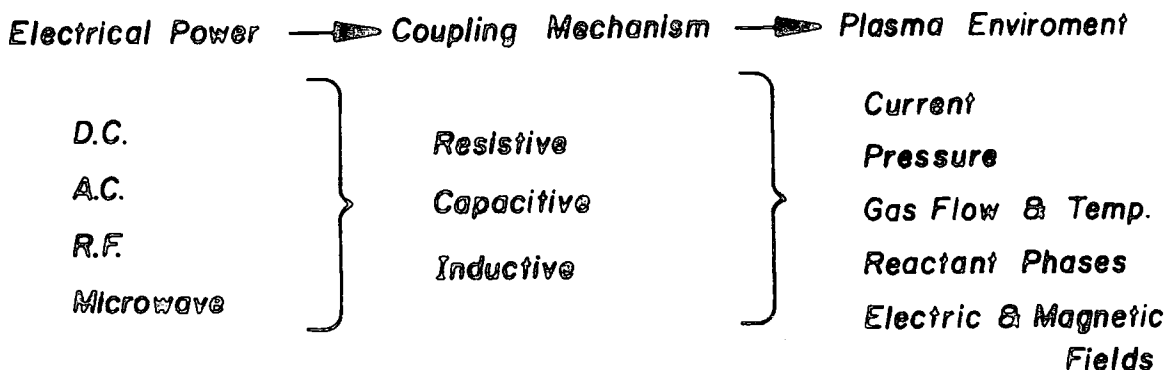 Electrical Power
Coupling Mechanism
Plasma Enviroment
D.C.
A.C.
R.F.
Microwave
Resistive
Capacitive
Inductive
Current
Pressure
Gas Flow & Temp.
Reactant Phases
Electric & Magnetic
Fields